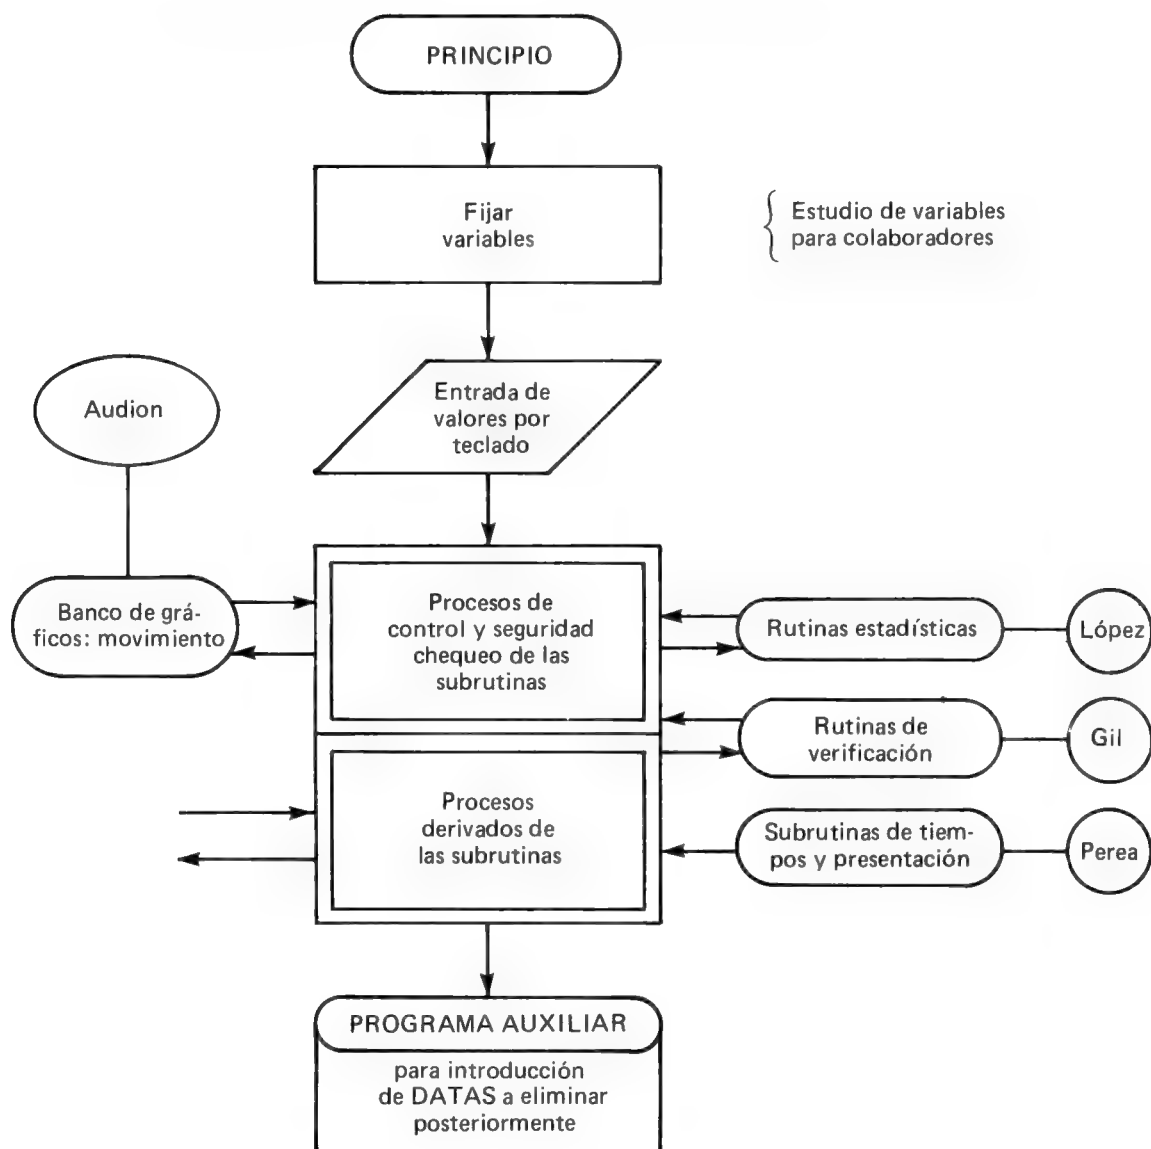 PRINCIPIO
Fijar
variables
Estudio de variables
para colaboradores
Entrada de
valores por
teclado
Audion
Banco de grá-
ficos: movimiento
Procesos de
control y seguridad
chequeo de las
subrutinas
Rutinas estadísticas
López
Rutinas de
verificación
Gil
Procesos
derivados de
las subrutinas
Subrutinas de tiem-
pos y presentación
Perea
PROGRAMA AUXILIAR
para introducción
de DATAS a eliminar
posteriormente